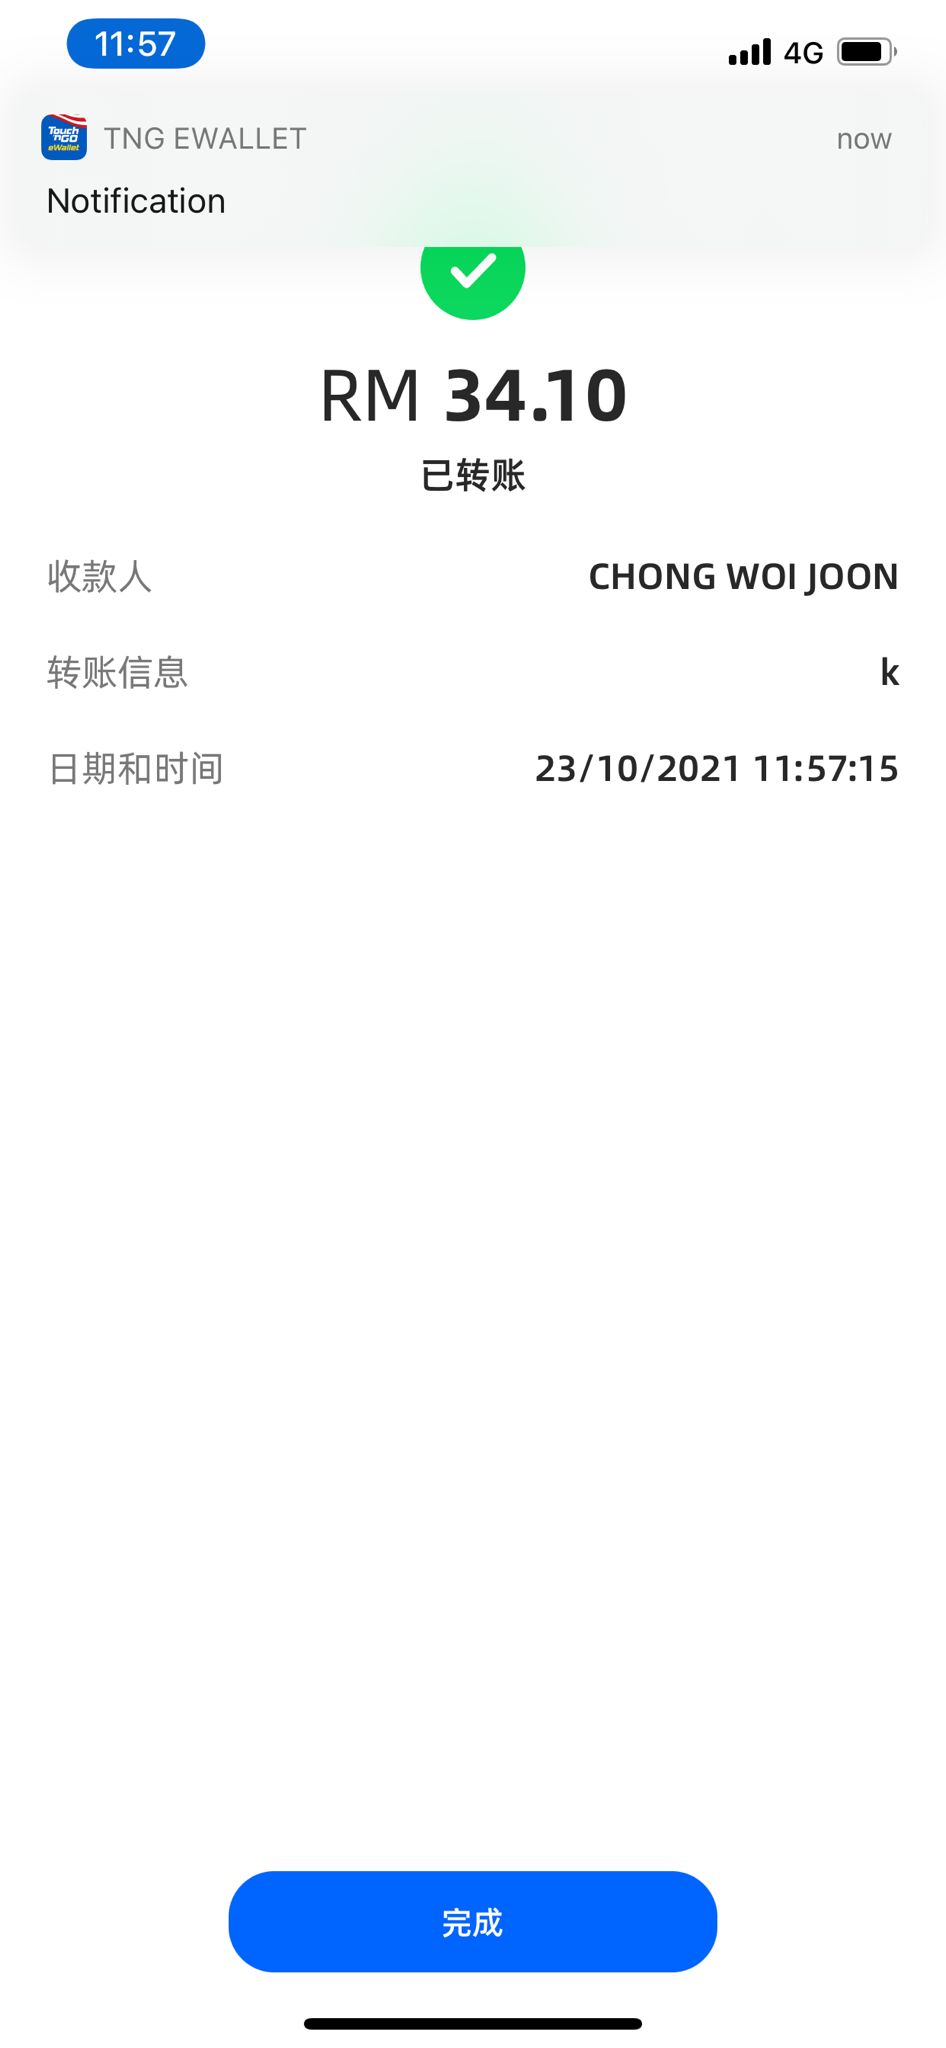 11:57
4G
Touch 'nGO eWallet
TNG EWALLET
now
Notification
RM 34.10
已转账
收款人 CHONG WOI JOON
转账信息 k
日期和时间 23/10/2021 11:57:15
完成